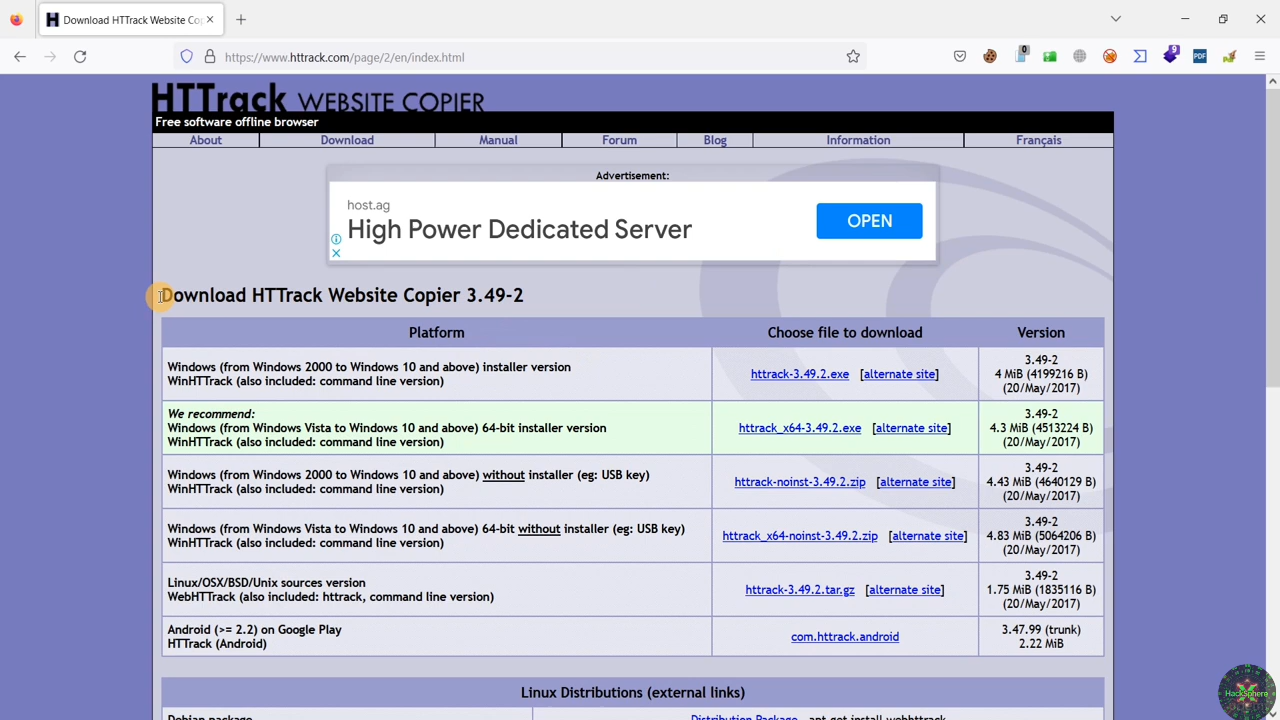 Download HTTrack Website Co
https://www.httrack.com/page/2/en/index.html
0
9
PDF
HTTrack WEBSITE COPIER
Free software offline browser
About Download Manual Forum Blog Information Français
Advertisement:
host.ag
High Power Dedicated Server
OPEN
Download HTTrack Website Copier 3.49-2
Platform Choose file to download Version
Windows (from Windows 2000 to Windows 10 and above) installer version
WinHTTrack (also included: command line version)
httrack-3.49.2.exe [alternate site]
3.49-2
4 MiB (4199216 B)
(20/May/2017)
We recommend:
Windows (from Windows Vista to Windows 10 and above) 64-bit installer version
WinHTTrack (also included: command line version)
httrack_x64-3.49.2.exe [alternate site]
3.49-2
4.3 MiB (4513224 B)
(20/May/2017)
Windows (from Windows 2000 to Windows 10 and above) without installer (eg: USB key)
WinHTTrack (also included: command line version)
httrack-noinst-3.49.2.zip [alternate site]
3.49-2
4.43 MiB (4640129 B)
(20/May/2017)
Windows (from Windows Vista to Windows 10 and above) 64-bit without installer (eg: USB key)
WinHTTrack (also included: command line version)
httrack_x64-noinst-3.49.2.zip [alternate site]
3.49-2
4.83 MiB (5064206 B)
(20/May/2017)
Linux/OSX/BSD/Unix sources version
WebHTTrack (also included: httrack, command line version)
httrack-3.49.2.tar.gz [alternate site]
3.49-2
1.75 MiB (1835116 B)
(20/May/2017)
Android (>= 2.2) on Google Play
HTTrack (Android)
com.httrack.android
3.47.99 (trunk)
2.22 MiB
Linux Distributions (external links)
Debian package Distribution Package - apt-get install webhttrack
HackSphere